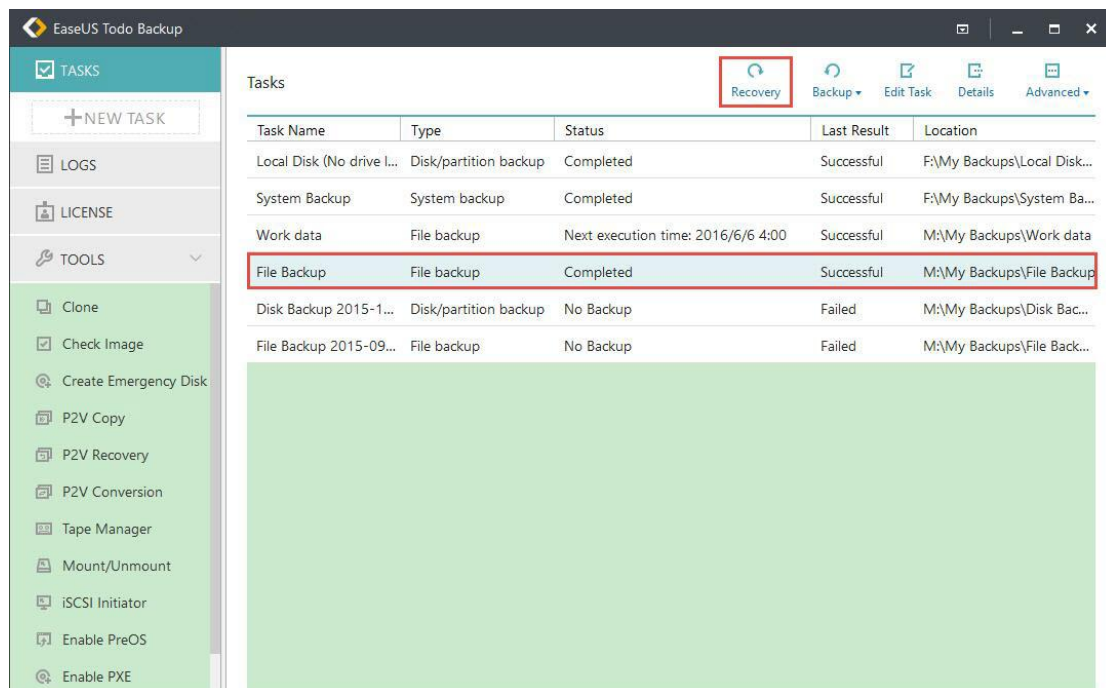 EaseUS Todo Backup
TASKS
NEW TASK
LOGS
LICENSE
TOOLS
Clone
Check Image
Create Emergency Disk
P2V Copy
P2V Recovery
P2V Conversion
Tape Manager
Mount/Unmount
iSCSI Initiator
Enable PreOS
Enable PXE
Tasks
Recovery Backup Edit Task Details Advanced
Task Name Type Status Last Result Location
Local Disk (No drive l... Disk/partition backup Completed Successful F:\My Backups\Local Disk...
System Backup System backup Completed Successful F:\My Backups\System Ba...
Work data File backup Next execution time: 2016/6/6 4:00 Successful M:\My Backups\Work data
File Backup File backup Completed Successful M:\My Backups\File Backup
Disk Backup 2015-1... Disk/partition backup No Backup Failed M:\My Backups\Disk Bac...
File Backup 2015-09... File backup No Backup Failed M:\My Backups\File Back...